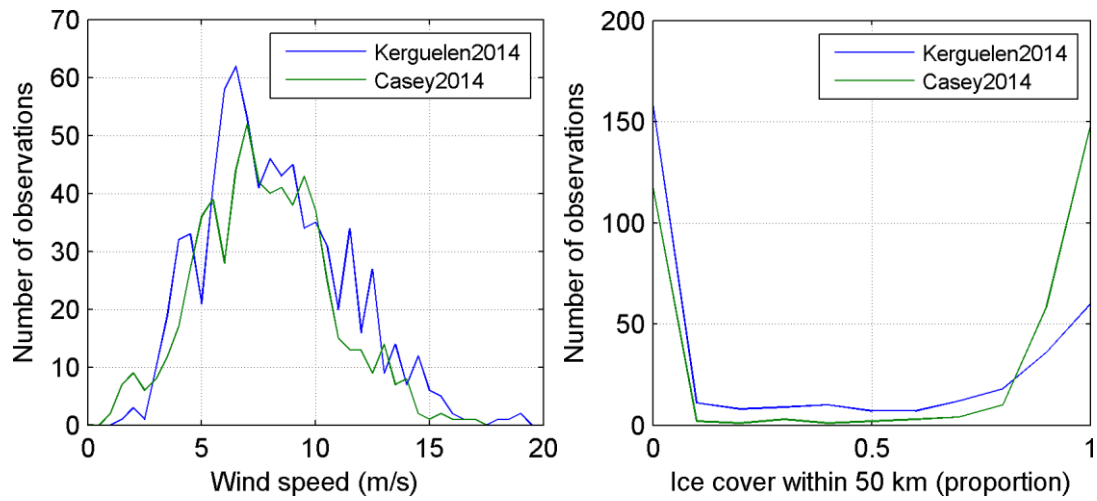 70
60
50
40
30
20
10
0
Number of observations
0 5 10 15 20
Wind speed (m/s)
Kerguelen2014
Casey2014
200
150
100
50
0
Number of observations
0 0.5 1
Ice cover within 50 km (proportion)
Kerguelen2014
Casey2014